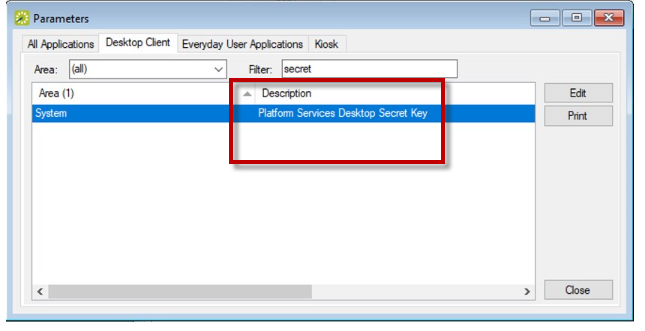 Parameters
All Applications Desktop Client Everyday User Applications Kiosk
Area: (all) Filter: secret
Area (1) Description Edit
System Platform Services Desktop Secret Key Print
Close